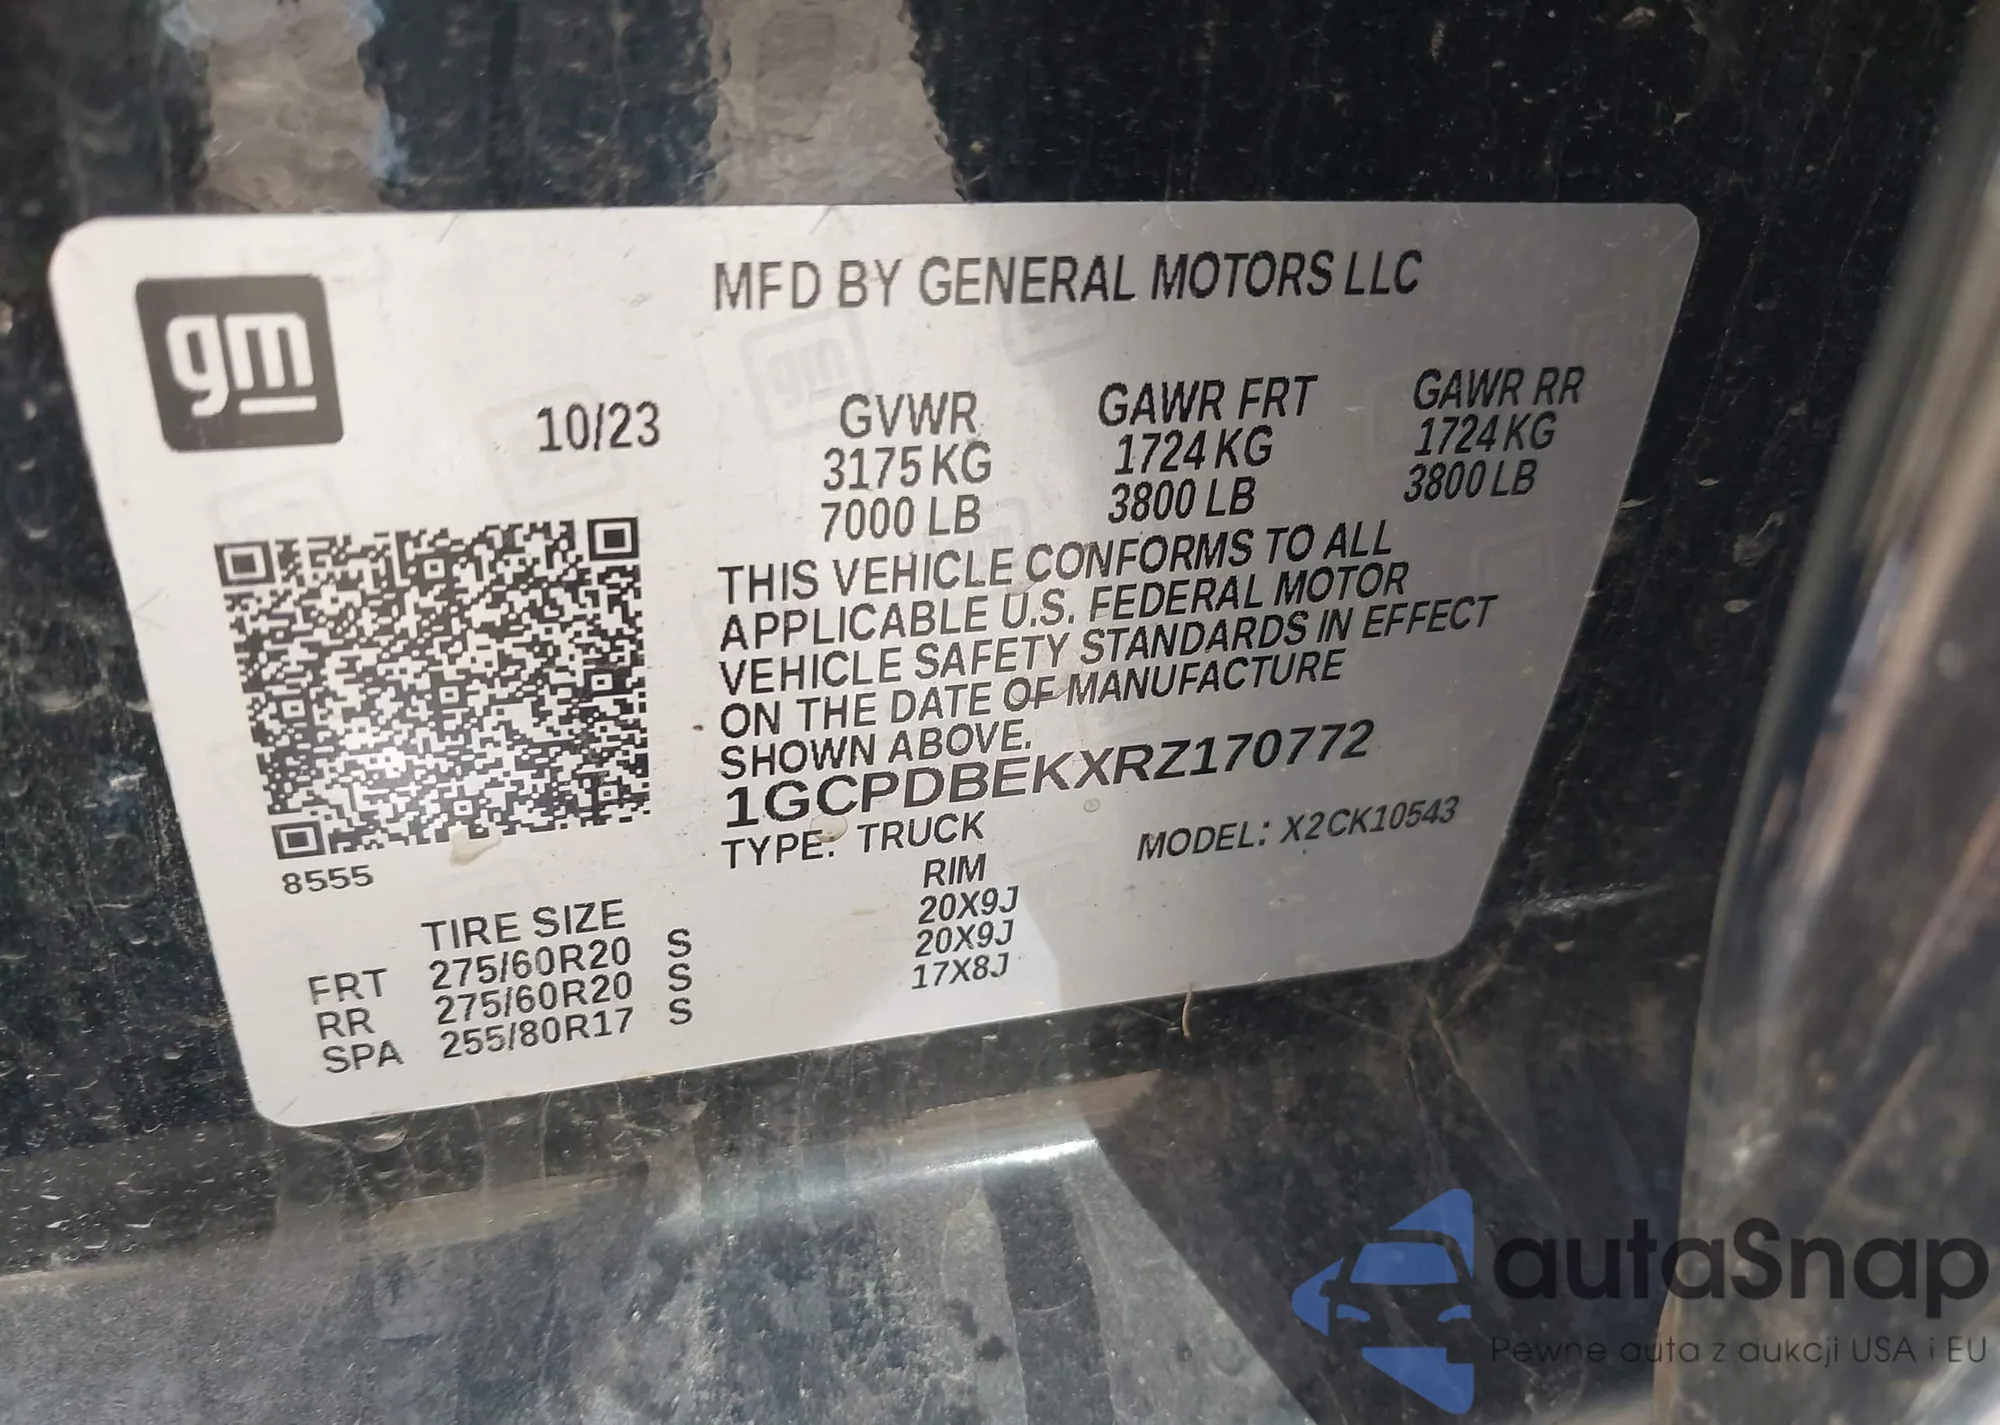 gm
MFD BY GENERAL MOTORS LLC
10/23
GVWR GAWR FRT GAWR RR
3175 KG 1724 KG 1724 KG
7000 LB 3800 LB 3800 LB
THIS VEHICLE CONFORMS TO ALL
APPLICABLE U.S. FEDERAL MOTOR
VEHICLE SAFETY STANDARDS IN EFFECT
ON THE DATE OF MANUFACTURE
SHOWN ABOVE.
1GCPDBEKXRZ170772
TYPE: TRUCK MODEL: X2CK10543
8555
TIRE SIZE RIM
FRT 275/60R20 S 20X9J
RR 275/60R20 S 20X9J
SPA 255/80R17 S 17X8J
autaSnap
Pewne auta z aukcji USA i EU